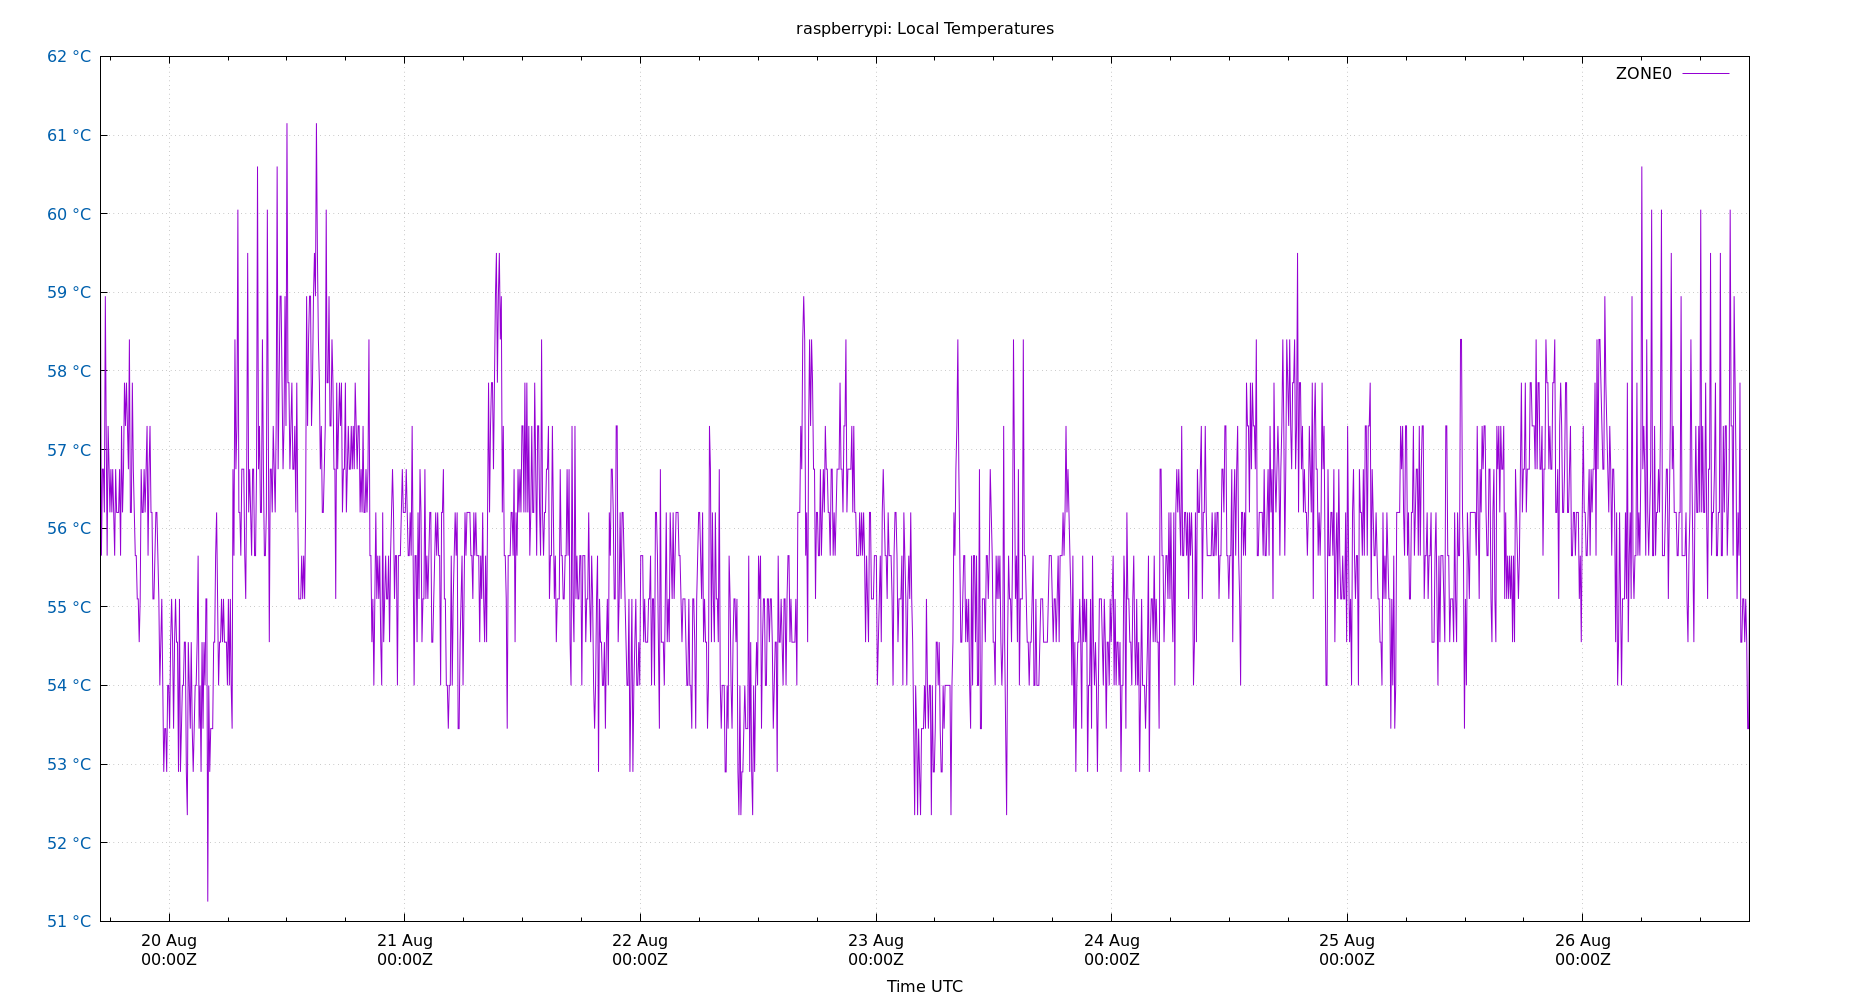 raspberrypi: Local Temperatures
ZONE0
62 °C
61 °C
60 °C
59 °C
58 °C
57 °C
56 °C
55 °C
54 °C
53 °C
52 °C
51 °C
20 Aug 21 Aug 22 Aug 23 Aug 24 Aug 25 Aug 26 Aug
00:00Z 00:00Z 00:00Z 00:00Z 00:00Z 00:00Z 00:00Z
Time UTC